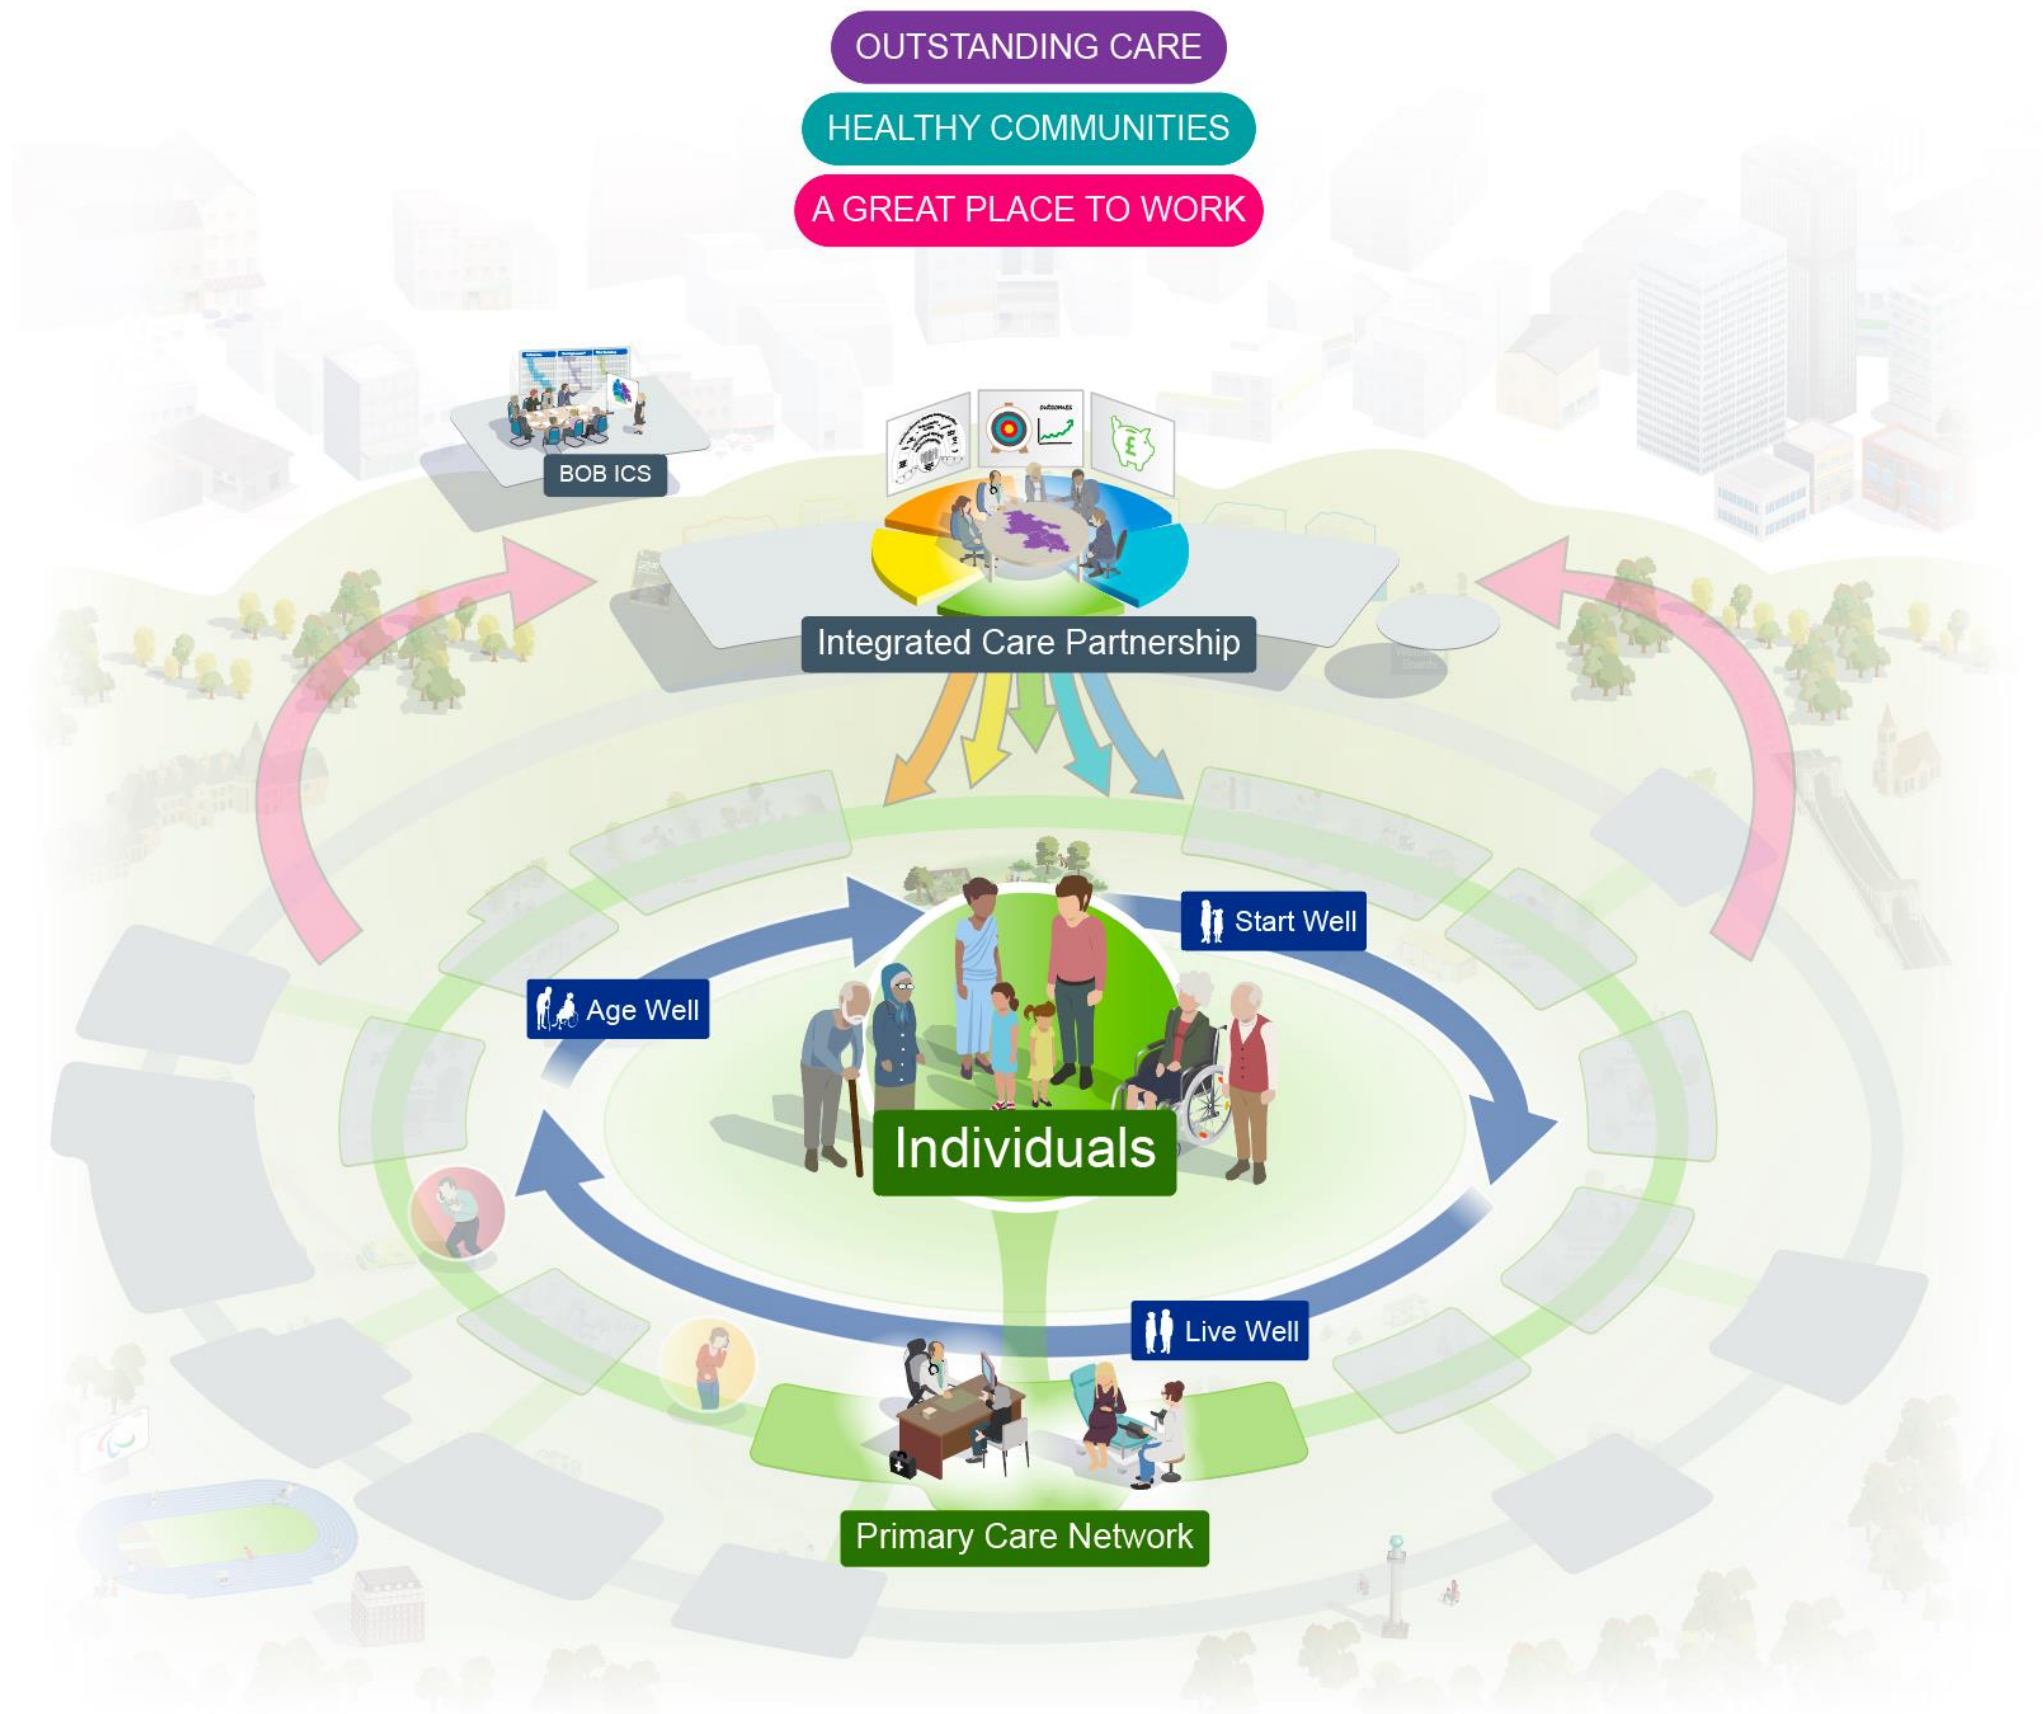 OUTSTANDING CARE
HEALTHY COMMUNITIES
A GREAT PLACE TO WORK
BOB ICS
outcomes
£
Integrated Care Partnership
Start Well
Age Well
Individuals
Live Well
Primary Care Network